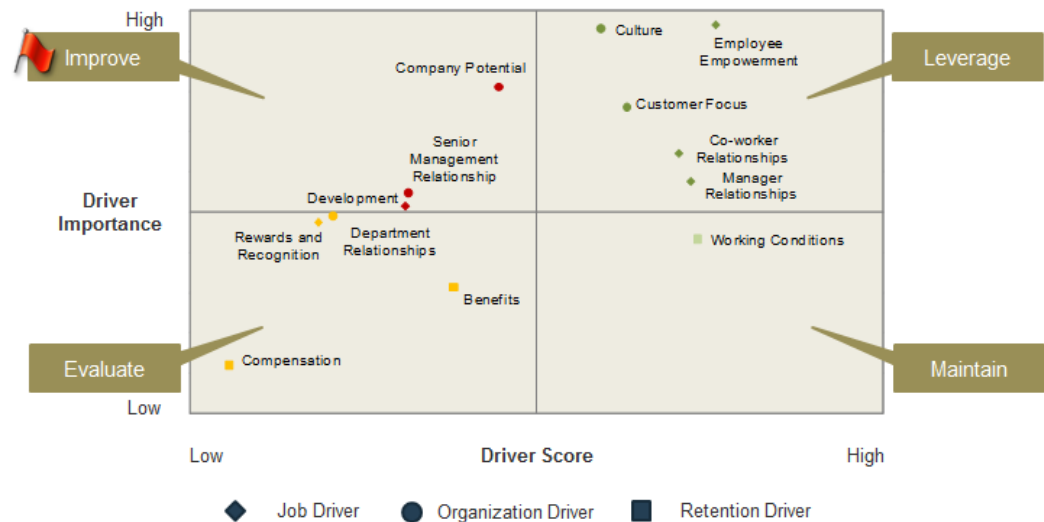 High
Improve
Leverage
Culture
Employee
Empowerment
Company Potential
Customer Focus
Senior
Management
Relationship
Co-worker
Relationships
Manager
Relationships
Development
Driver
Importance
Rewards and
Recognition
Department
Relationships
Working Conditions
Benefits
Compensation
Evaluate
Maintain
Low
Low
Driver Score
High
Job Driver
Organization Driver
Retention Driver